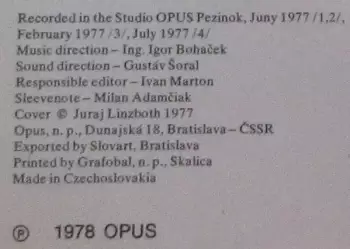 Recorded in the Studio OPUS Pezinok, Juny 1977 /1,2/,
February 1977 /3/, July 1977 /4/
Music direction – Ing. Igor Boháček
Sound direction – Gustáv Šoral
Responsible editor – Ivan Marton
Sleevenote – Milan Adamčiak
Cover © Juraj Linzboth 1977
Opus, n. p., Dunajská 18, Bratislava – ČSSR
Exported by Slovart, Bratislava
Printed by Grafobal, n. p., Skalica
Made in Czechoslovakia
℗ 1978 OPUS